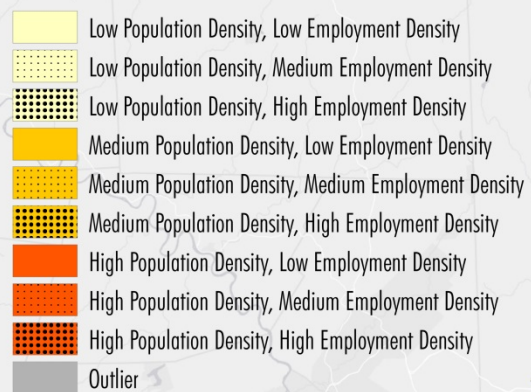 Low Population Density, Low Employment Density
Low Population Density, Medium Employment Density
Low Population Density, High Employment Density
Medium Population Density, Low Employment Density
Medium Population Density, Medium Employment Density
Medium Population Density, High Employment Density
High Population Density, Low Employment Density
High Population Density, Medium Employment Density
High Population Density, High Employment Density
Outlier